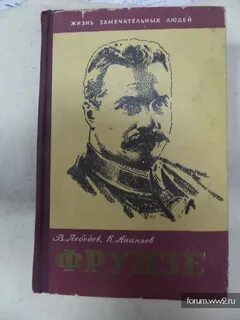 ЖИЗНЬ ЗАМЕЧАТЕЛЬНЫХ ЛЮДЕЙ
В. Лебедев, К. Ананьев
ФРУНЗЕ
forum.ww2.ru